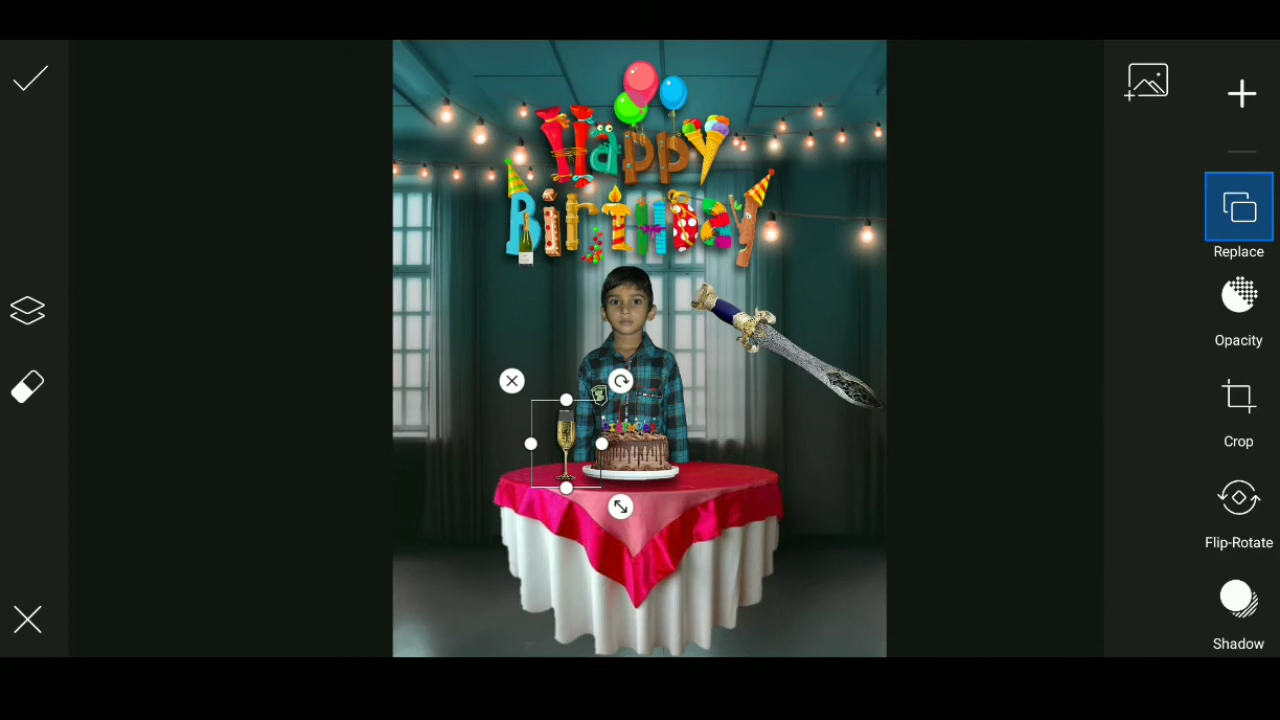 Happy
BirtHDay
Replace
Opacity
Crop
Flip-Rotate
Shadow